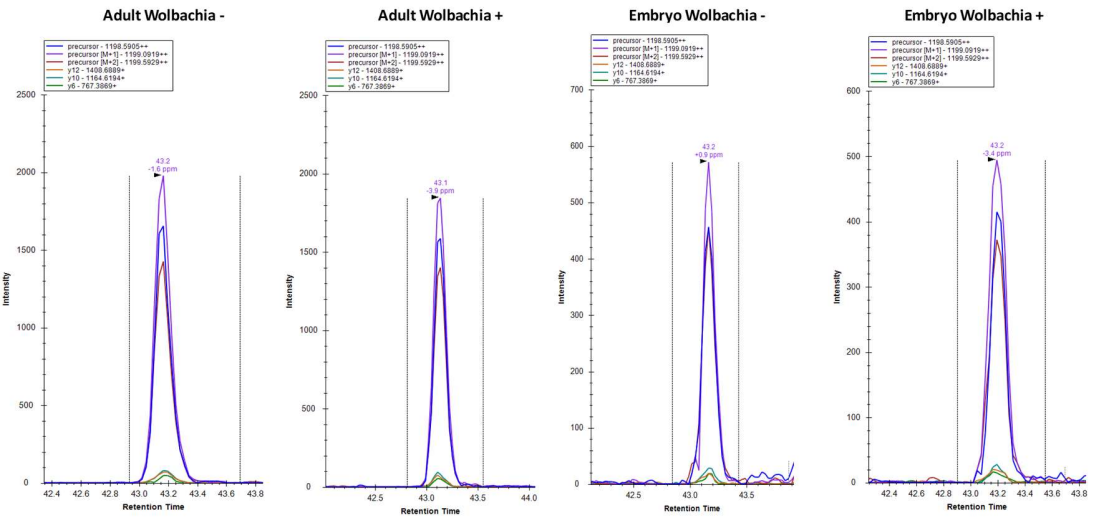 Adult Wolbachia -
precursor - 1198.5905++
precursor [M+1] - 1199.0919++
precursor [M+2] - 1199.5929++
y12 - 1408.6889+
y10 - 1164.6194+
y6 - 767.3869+
2500
2000
1500
1000
500
0
Intensity
43.2
-1.6 ppm
42.4 42.6 42.8 43.0 43.2 43.4 43.6 43.8
Retention Time
Adult Wolbachia +
precursor - 1198.5905++
precursor [M+1] - 1199.0919++
precursor [M+2] - 1199.5929++
y12 - 1408.6889+
y10 - 1164.6194+
y6 - 767.3869+
2500
2000
1500
1000
500
0
Intensity
43.1
-3.9 ppm
42.5 43.0 43.5 44.0
Retention Time
Embryo Wolbachia -
precursor - 1198.5905++
precursor [M+1] - 1199.0919++
precursor [M+2] - 1199.5929++
y12 - 1408.6889+
y10 - 1164.6194+
y6 - 767.3869+
700
600
500
400
300
200
100
0
Intensity
43.2
+0.9 ppm
42.5 43.0 43.5
Retention Time
Embryo Wolbachia +
precursor - 1198.5905++
precursor [M+1] - 1199.0919++
precursor [M+2] - 1199.5929++
y12 - 1408.6889+
y10 - 1164.6194+
y6 - 767.3869+
600
500
400
300
200
100
0
Intensity
43.2
-3.4 ppm
42.4 42.6 42.8 43.0 43.2 43.4 43.6 43.8
Retention Time